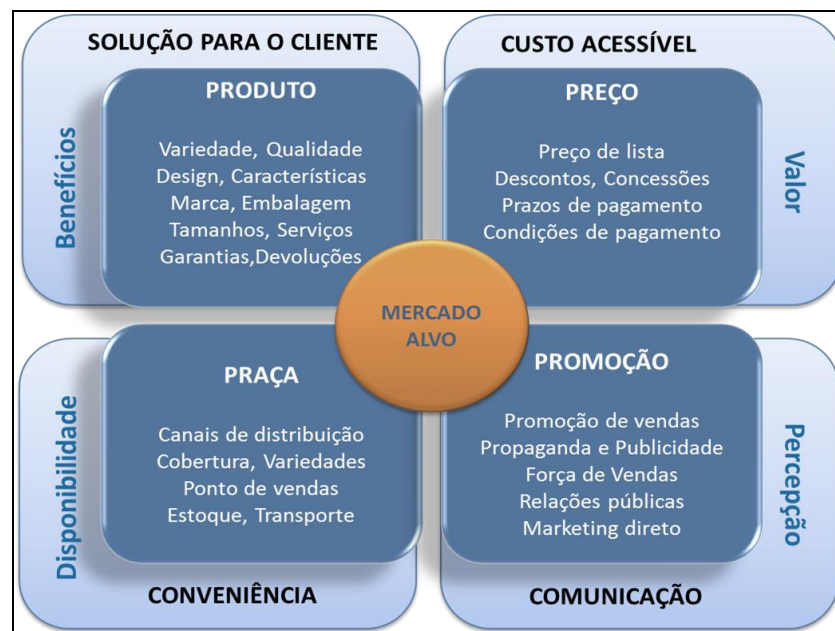 SOLUÇÃO PARA O CLIENTE
Benefícios
PRODUTO
Variedade, Qualidade
Design, Características
Marca, Embalagem
Tamanhos, Serviços
Garantias,Devoluções
CUSTO ACESSÍVEL
PREÇO
Preço de lista
Descontos, Concessões
Prazos de pagamento
Condições de pagamento
Valor
MERCADO
ALVO
Disponibilidade
PRAÇA
Canais de distribuição
Cobertura, Variedades
Ponto de vendas
Estoque, Transporte
CONVENIÊNCIA
PROMOÇÃO
Promoção de vendas
Propaganda e Publicidade
Força de Vendas
Relações públicas
Marketing direto
Percepção
COMUNICAÇÃO